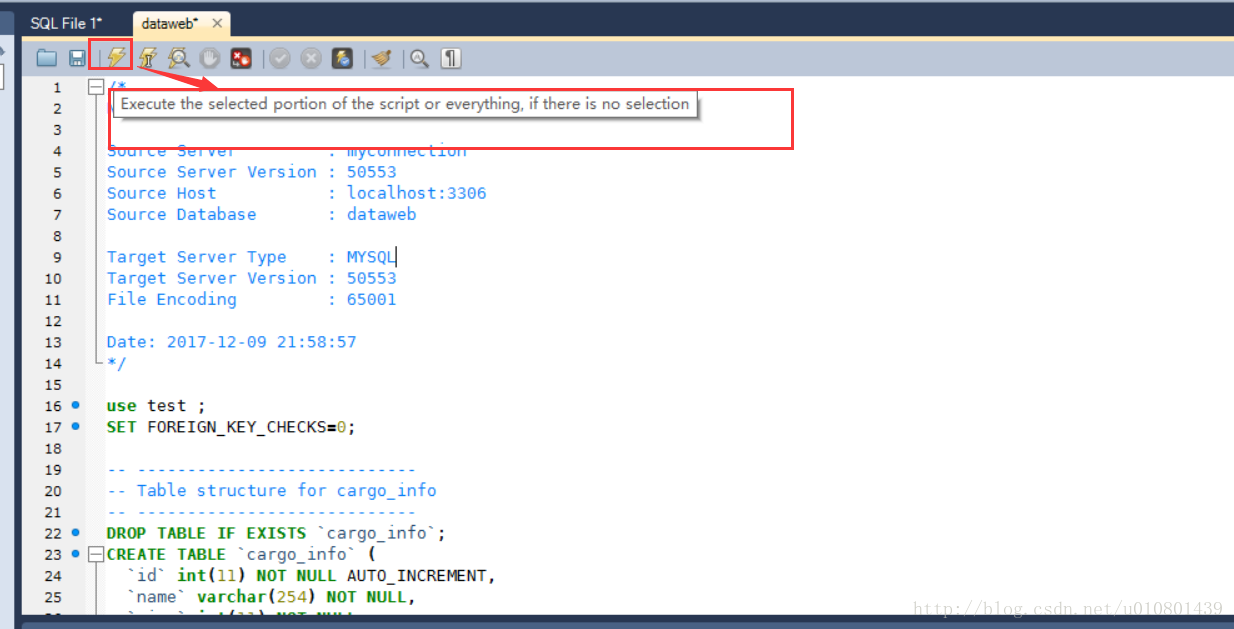 SQL File 1*
dataweb*
1 /*
Execute the selected portion of the script or everything, if there is no selection
2
3
4 Source Server : myconnection
5 Source Server Version : 50553
6 Source Host : localhost:3306
7 Source Database : dataweb
8
9 Target Server Type : MYSQL
10 Target Server Version : 50553
11 File Encoding : 65001
12
13 Date: 2017-12-09 21:58:57
14 */
15
16 use test ;
17 SET FOREIGN_KEY_CHECKS=0;
18
19 -- ----------------------------
20 -- Table structure for cargo_info
21 -- ----------------------------
22 DROP TABLE IF EXISTS `cargo_info`;
23 CREATE TABLE `cargo_info` (
24 `id` int(11) NOT NULL AUTO_INCREMENT,
25 `name` varchar(254) NOT NULL,
http://blog.csdn.net/u010801439